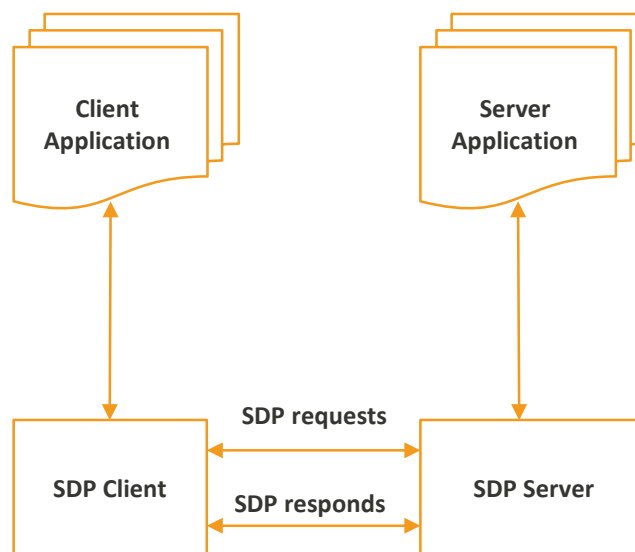 Client
Application
Server
Application
SDP requests
SDP Client
SDP responds
SDP Server